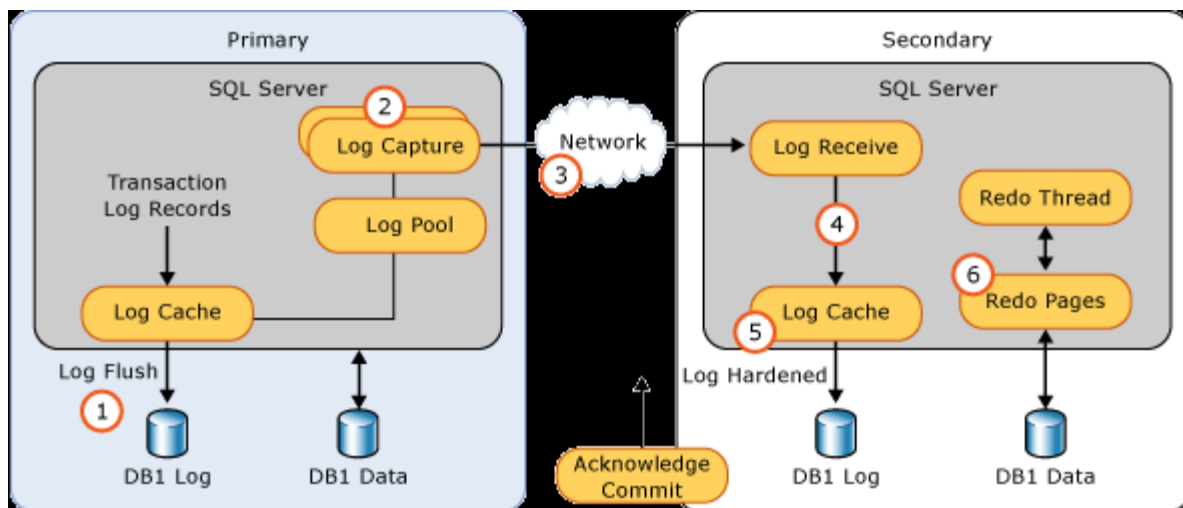 Primary
SQL Server
2
Log Capture
Transaction
Log Records
Log Pool
Log Cache
Log Flush
1
DB1 Log
DB1 Data
Network
3
Acknowledge
Commit
Secondary
SQL Server
Log Receive
4
Redo Thread
6
Redo Pages
Log Cache
5
Log Hardened
DB1 Log
DB1 Data